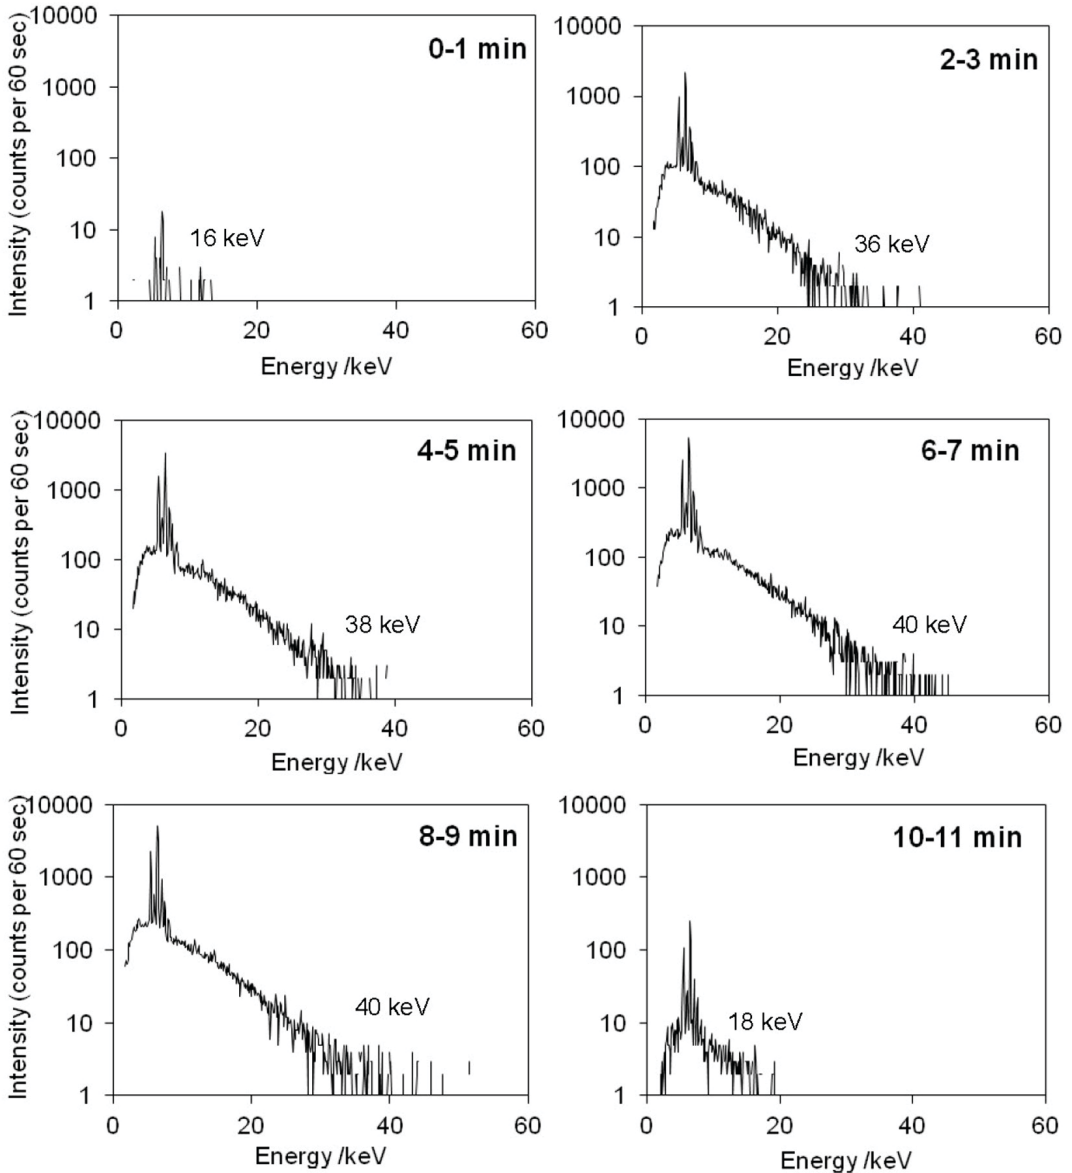 Intensity (counts per 60 sec)
10000
1000
100
10
1
0-1 min
16 keV
0 20 40 60
Energy /keV
10000
1000
100
10
1
2-3 min
36 keV
0 20 40 60
Energy /keV
Intensity (counts per 60 sec)
10000
1000
100
10
1
4-5 min
38 keV
0 20 40 60
Energy /keV
10000
1000
100
10
1
6-7 min
40 keV
0 20 40 60
Energy /keV
Intensity (counts per 60 sec)
10000
1000
100
10
1
8-9 min
40 keV
0 20 40 60
Energy /keV
10000
1000
100
10
1
10-11 min
18 keV
0 20 40 60
Energy /keV